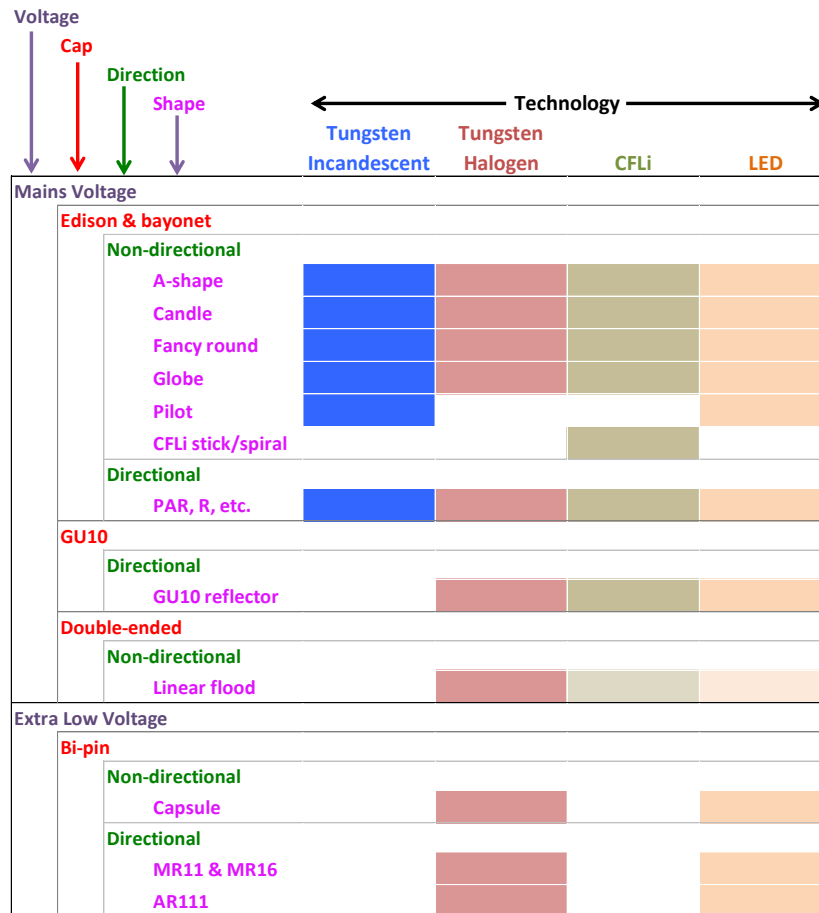 Voltage
Cap
Direction
Shape
Technology
Tungsten Incandescent
Tungsten Halogen
CFLi
LED
Mains Voltage
Edison & bayonet
Non-directional
A-shape
Candle
Fancy round
Globe
Pilot
CFLi stick/spiral
Directional
PAR, R, etc.
GU10
Directional
GU10 reflector
Double-ended
Non-directional
Linear flood
Extra Low Voltage
Bi-pin
Non-directional
Capsule
Directional
MR11 & MR16
AR111